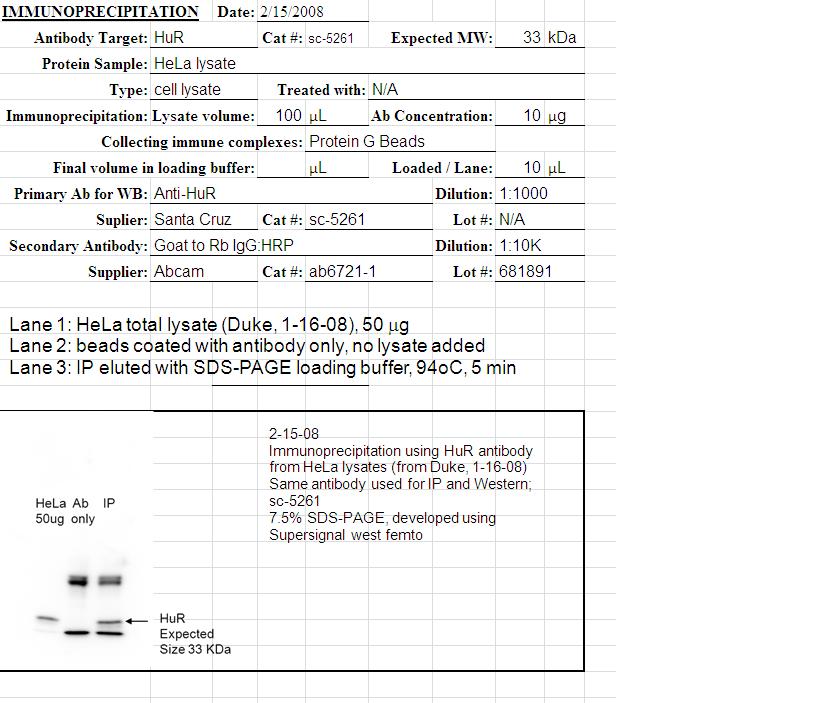 IMMUNOPRECIPITATION Date: 2/15/2008
Antibody Target: HuR Cat #: sc-5261 Expected MW: 33 kDa
Protein Sample: HeLa lysate
Type: cell lysate Treated with: N/A
Immunoprecipitation: Lysate volume: 100 µL Ab Concentration: 10 µg
Collecting immune complexes: Protein G Beads
Final volume in loading buffer: µL Loaded / Lane: 10 µL
Primary Ab for WB: Anti-HuR Dilution: 1:1000
Suplier: Santa Cruz Cat #: sc-5261 Lot #: N/A
Secondary Antibody: Goat to Rb IgG:HRP Dilution: 1:10K
Supplier: Abcam Cat #: ab6721-1 Lot #: 681891
Lane 1: HeLa total lysate (Duke, 1-16-08), 50 µg
Lane 2: beads coated with antibody only, no lysate added
Lane 3: IP eluted with SDS-PAGE loading buffer, 94oC, 5 min
2-15-08
Immunoprecipitation using HuR antibody
from HeLa lysates (from Duke, 1-16-08)
Same antibody used for IP and Western;
sc-5261
7.5% SDS-PAGE, developed using
Supersignal west femto
HeLa Ab IP
50ug only
HuR
Expected
Size 33 KDa